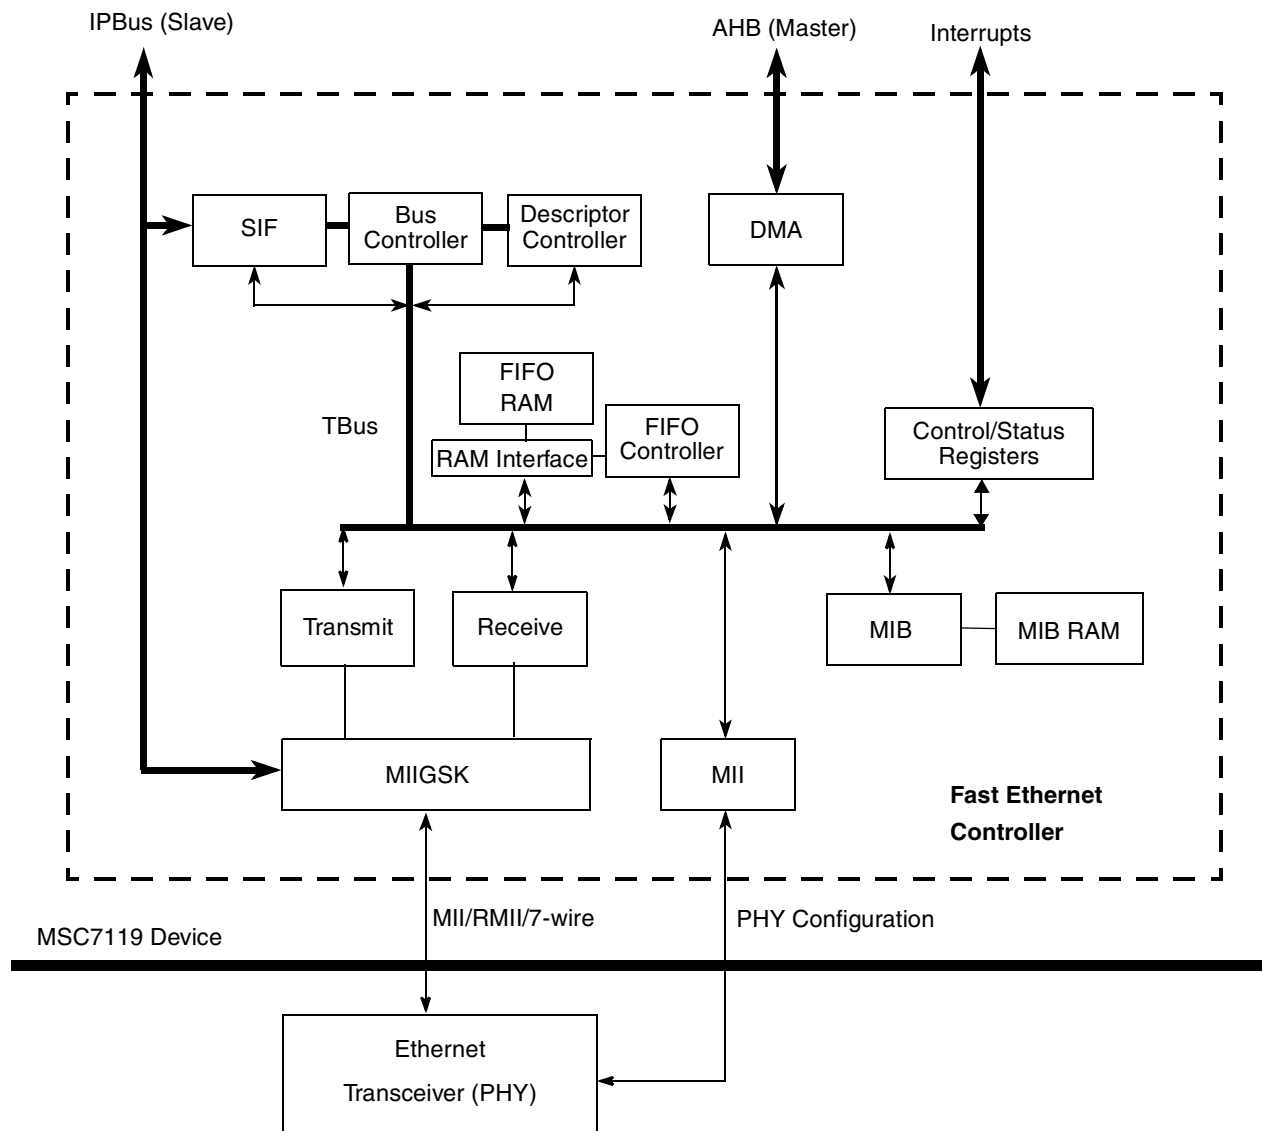 IPBus (Slave)
AHB (Master)
Interrupts
SIF
Bus
Controller
Descriptor
Controller
DMA
FIFO
RAM
TBus
RAM Interface
FIFO
Controller
Control/Status
Registers
Transmit
Receive
MIB
MIB RAM
MIIGSK
MII
Fast Ethernet
Controller
MII/RMII/7-wire
PHY Configuration
MSC7119 Device
Ethernet
Transceiver (PHY)